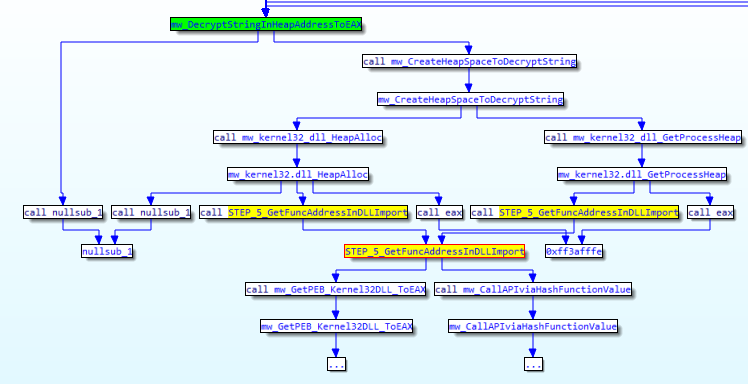 mw_DecryptStringInHeapAddressToEAX
call mw_CreateHeapSpaceToDecryptString
mw_CreateHeapSpaceToDecryptString
call mw_kernel32_dll_HeapAlloc
call mw_kernel32_dll_GetProcessHeap
mw_kernel32.dll_HeapAlloc
mw_kernel32.dll_GetProcessHeap
call nullsub_1
call nullsub_1
call STEP_5_GetFuncAddressInDLLImport
call eax
call STEP_5_GetFuncAddressInDLLImport
call eax
nullsub_1
STEP_5_GetFuncAddressInDLLImport
0xff3afffe
call mw_GetPEB_Kernel32DLL_ToEAX
call mw_CallAPIviaHashFunctionValue
mw_GetPEB_Kernel32DLL_ToEAX
mw_CallAPIviaHashFunctionValue
...
...